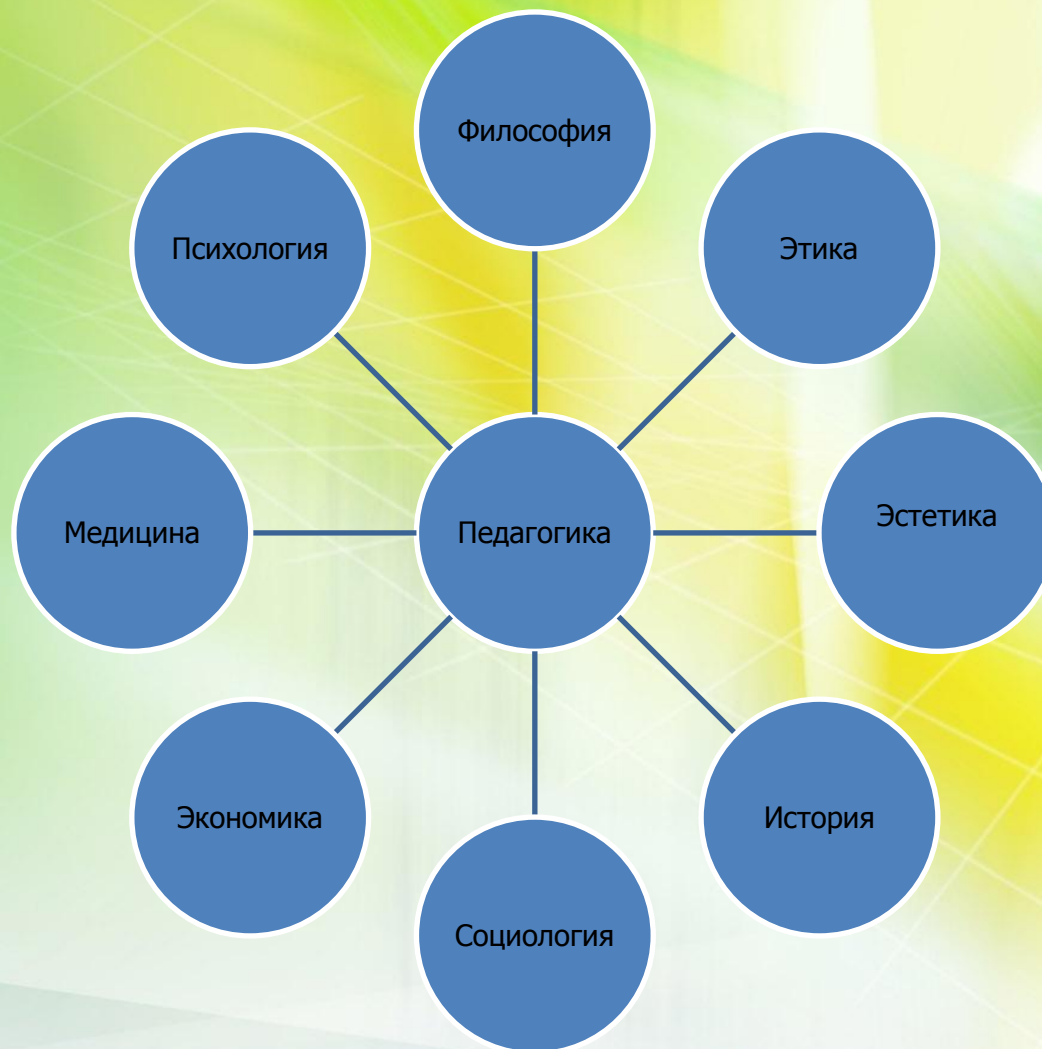 Философия
Психология
Этика
Медицина
Педагогика
Эстетика
Экономика
История
Социология